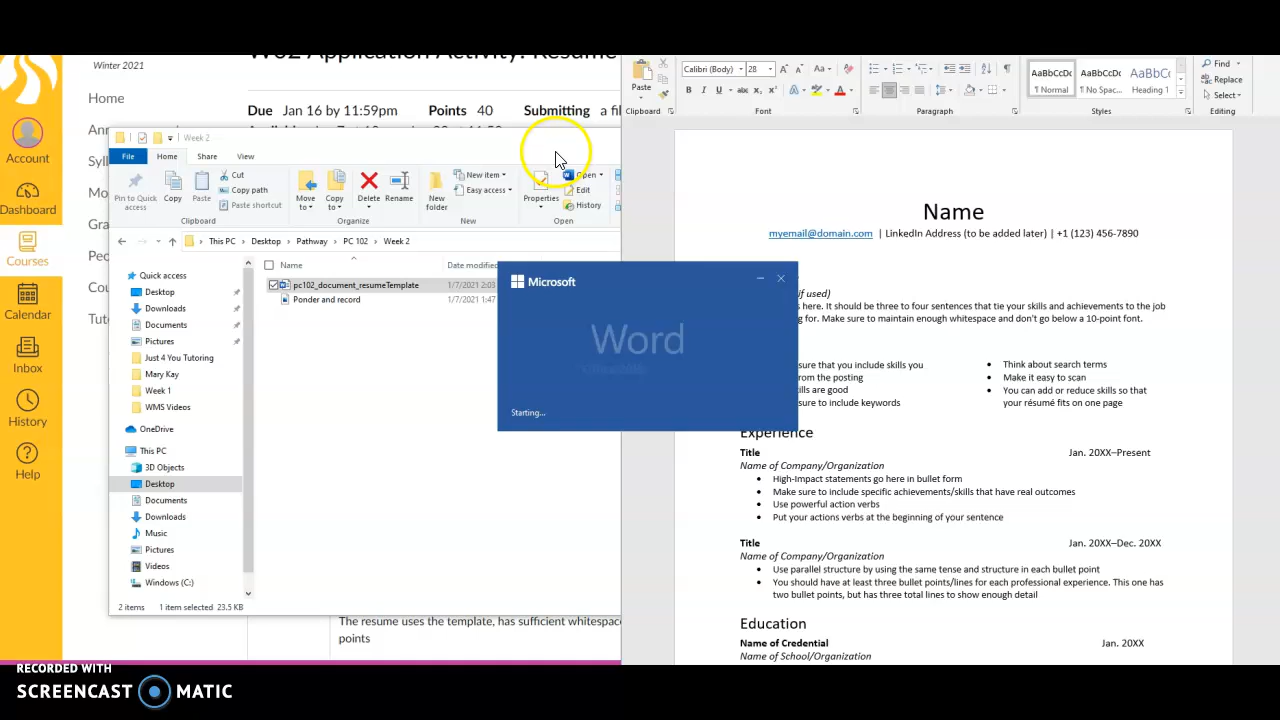 W02 Application Activity: Resume
Winter 2021
Home
Account
Dashboard
Courses
Calendar
Inbox
History
Help
Due Jan 16 by 11:59pm Points 40 Submitting a fil
Week 2
File Home Share View
Pin to Quick access
Copy
Paste
Cut
Copy path
Paste shortcut
Clipboard
Move to
Copy to
Delete
Rename
Organize
New folder
New item
Easy access
New
Properties
Open
Edit
History
Open
This PC Desktop Pathway PC 102 Week 2
Name Date modified
pc102_document_resumeTemplate 1/7/2021 2:03
Ponder and record 1/7/2021 1:47
Quick access
Desktop
Downloads
Documents
Pictures
Just 4 You Tutoring
Mary Kay
Week 1
WMS Videos
OneDrive
This PC
3D Objects
Desktop
Documents
Downloads
Music
Pictures
Videos
Windows (C:)
2 items 1 item selected 23.5 KB
The resume uses the template, has sufficient whitespac
points
Microsoft
Word
Starting...
Paste
Clipboard
Calibri (Body) 28
Font
Paragraph
AaBbCcDc AaBbCcDc AaBbCc
¶ Normal ¶ No Spac... Heading 1
Styles
Find
Replace
Select
Editing
Name
myemail@domain.com | LinkedIn Address (to be added later) | +1 (123) 456-7890
if used)
here. It should be three to four sentences that tie your skills and achievements to the job
ng for. Make sure to maintain enough whitespace and don't go below a 10-point font.
sure that you include skills you
from the posting
kills are good
sure to include keywords
• Think about search terms
• Make it easy to scan
• You can add or reduce skills so that
your résumé fits on one page
Experience
Title Jan. 20XX–Present
Name of Company/Organization
• High-Impact statements go here in bullet form
• Make sure to include specific achievements/skills that have real outcomes
• Use powerful action verbs
• Put your actions verbs at the beginning of your sentence
Title Jan. 20XX–Dec. 20XX
Name of Company/Organization
• Use parallel structure by using the same tense and structure in each bullet point
• You should have at least three bullet points/lines for each professional experience. This one has
two bullet points, but has three total lines to show enough detail
Education
Name of Credential Jan. 20XX
Name of School/Organization
RECORDED WITH
SCREENCAST MATIC